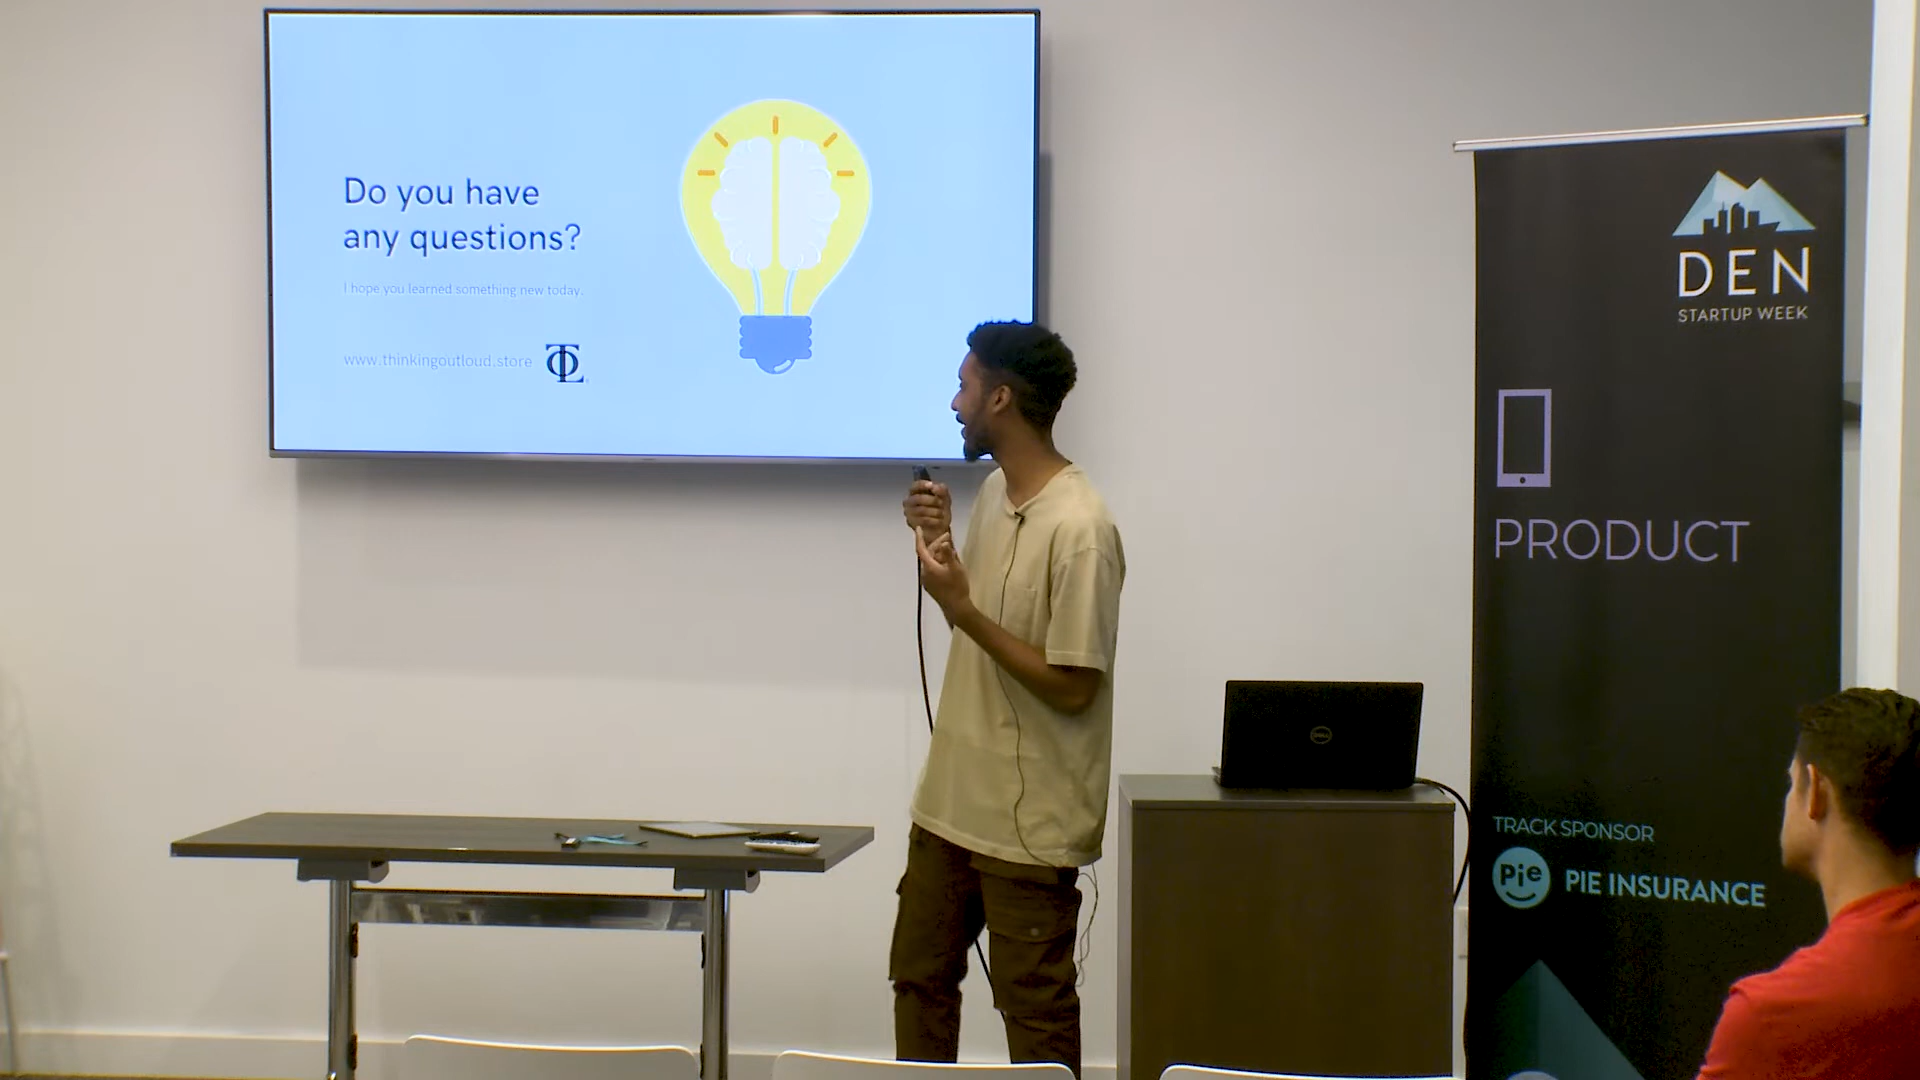 Do you have
any questions?
I hope you learned something new today.
www.thinkingoutloud.store
TOL
DEN
STARTUP WEEK
PRODUCT
TRACK SPONSOR
Pie
PIE INSURANCE
DELL